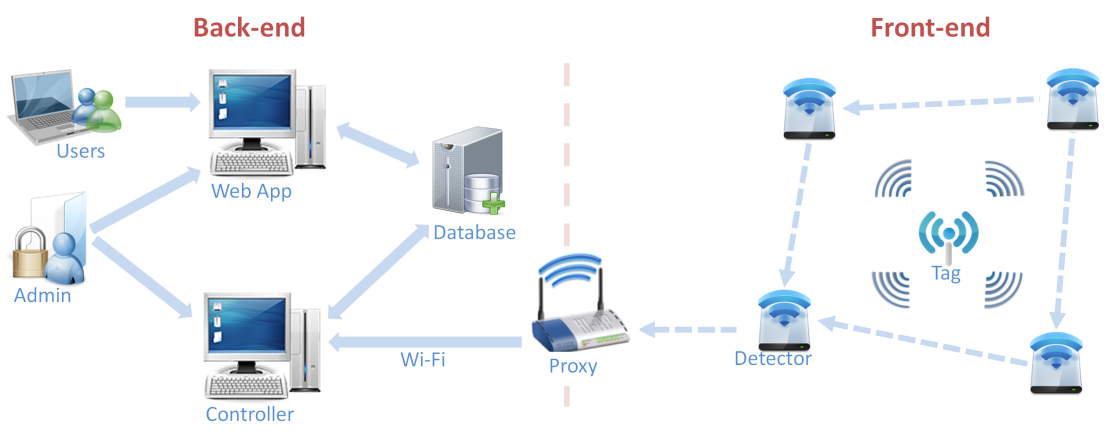 Back-end
Front-end
Users
Web App
Database
Admin
Tag
Wi-Fi
Proxy
Detector
Controller